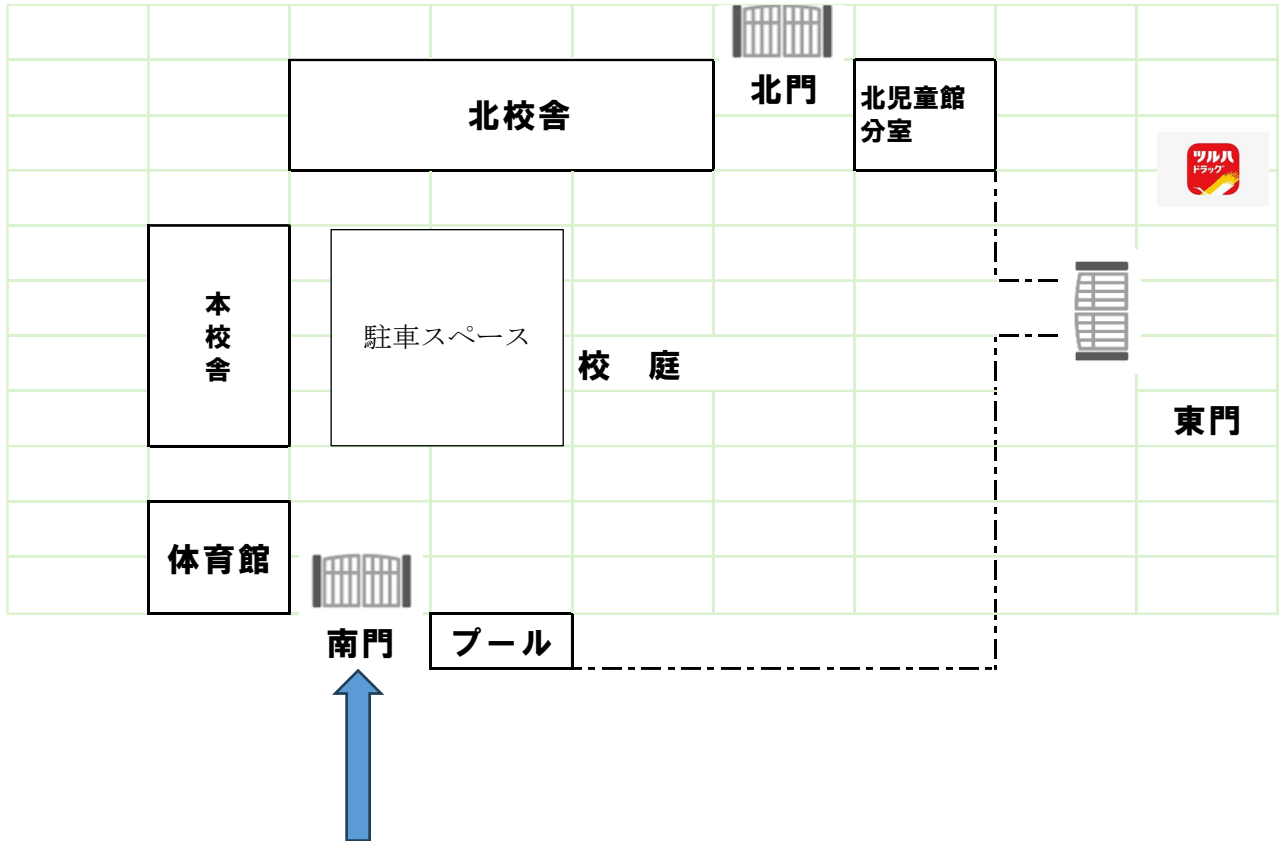 北門
北校舎
北児童館
分室
ツルハ
ドラッグ
本校舎
駐車スペース
校　庭
東門
体育館
南門
プール